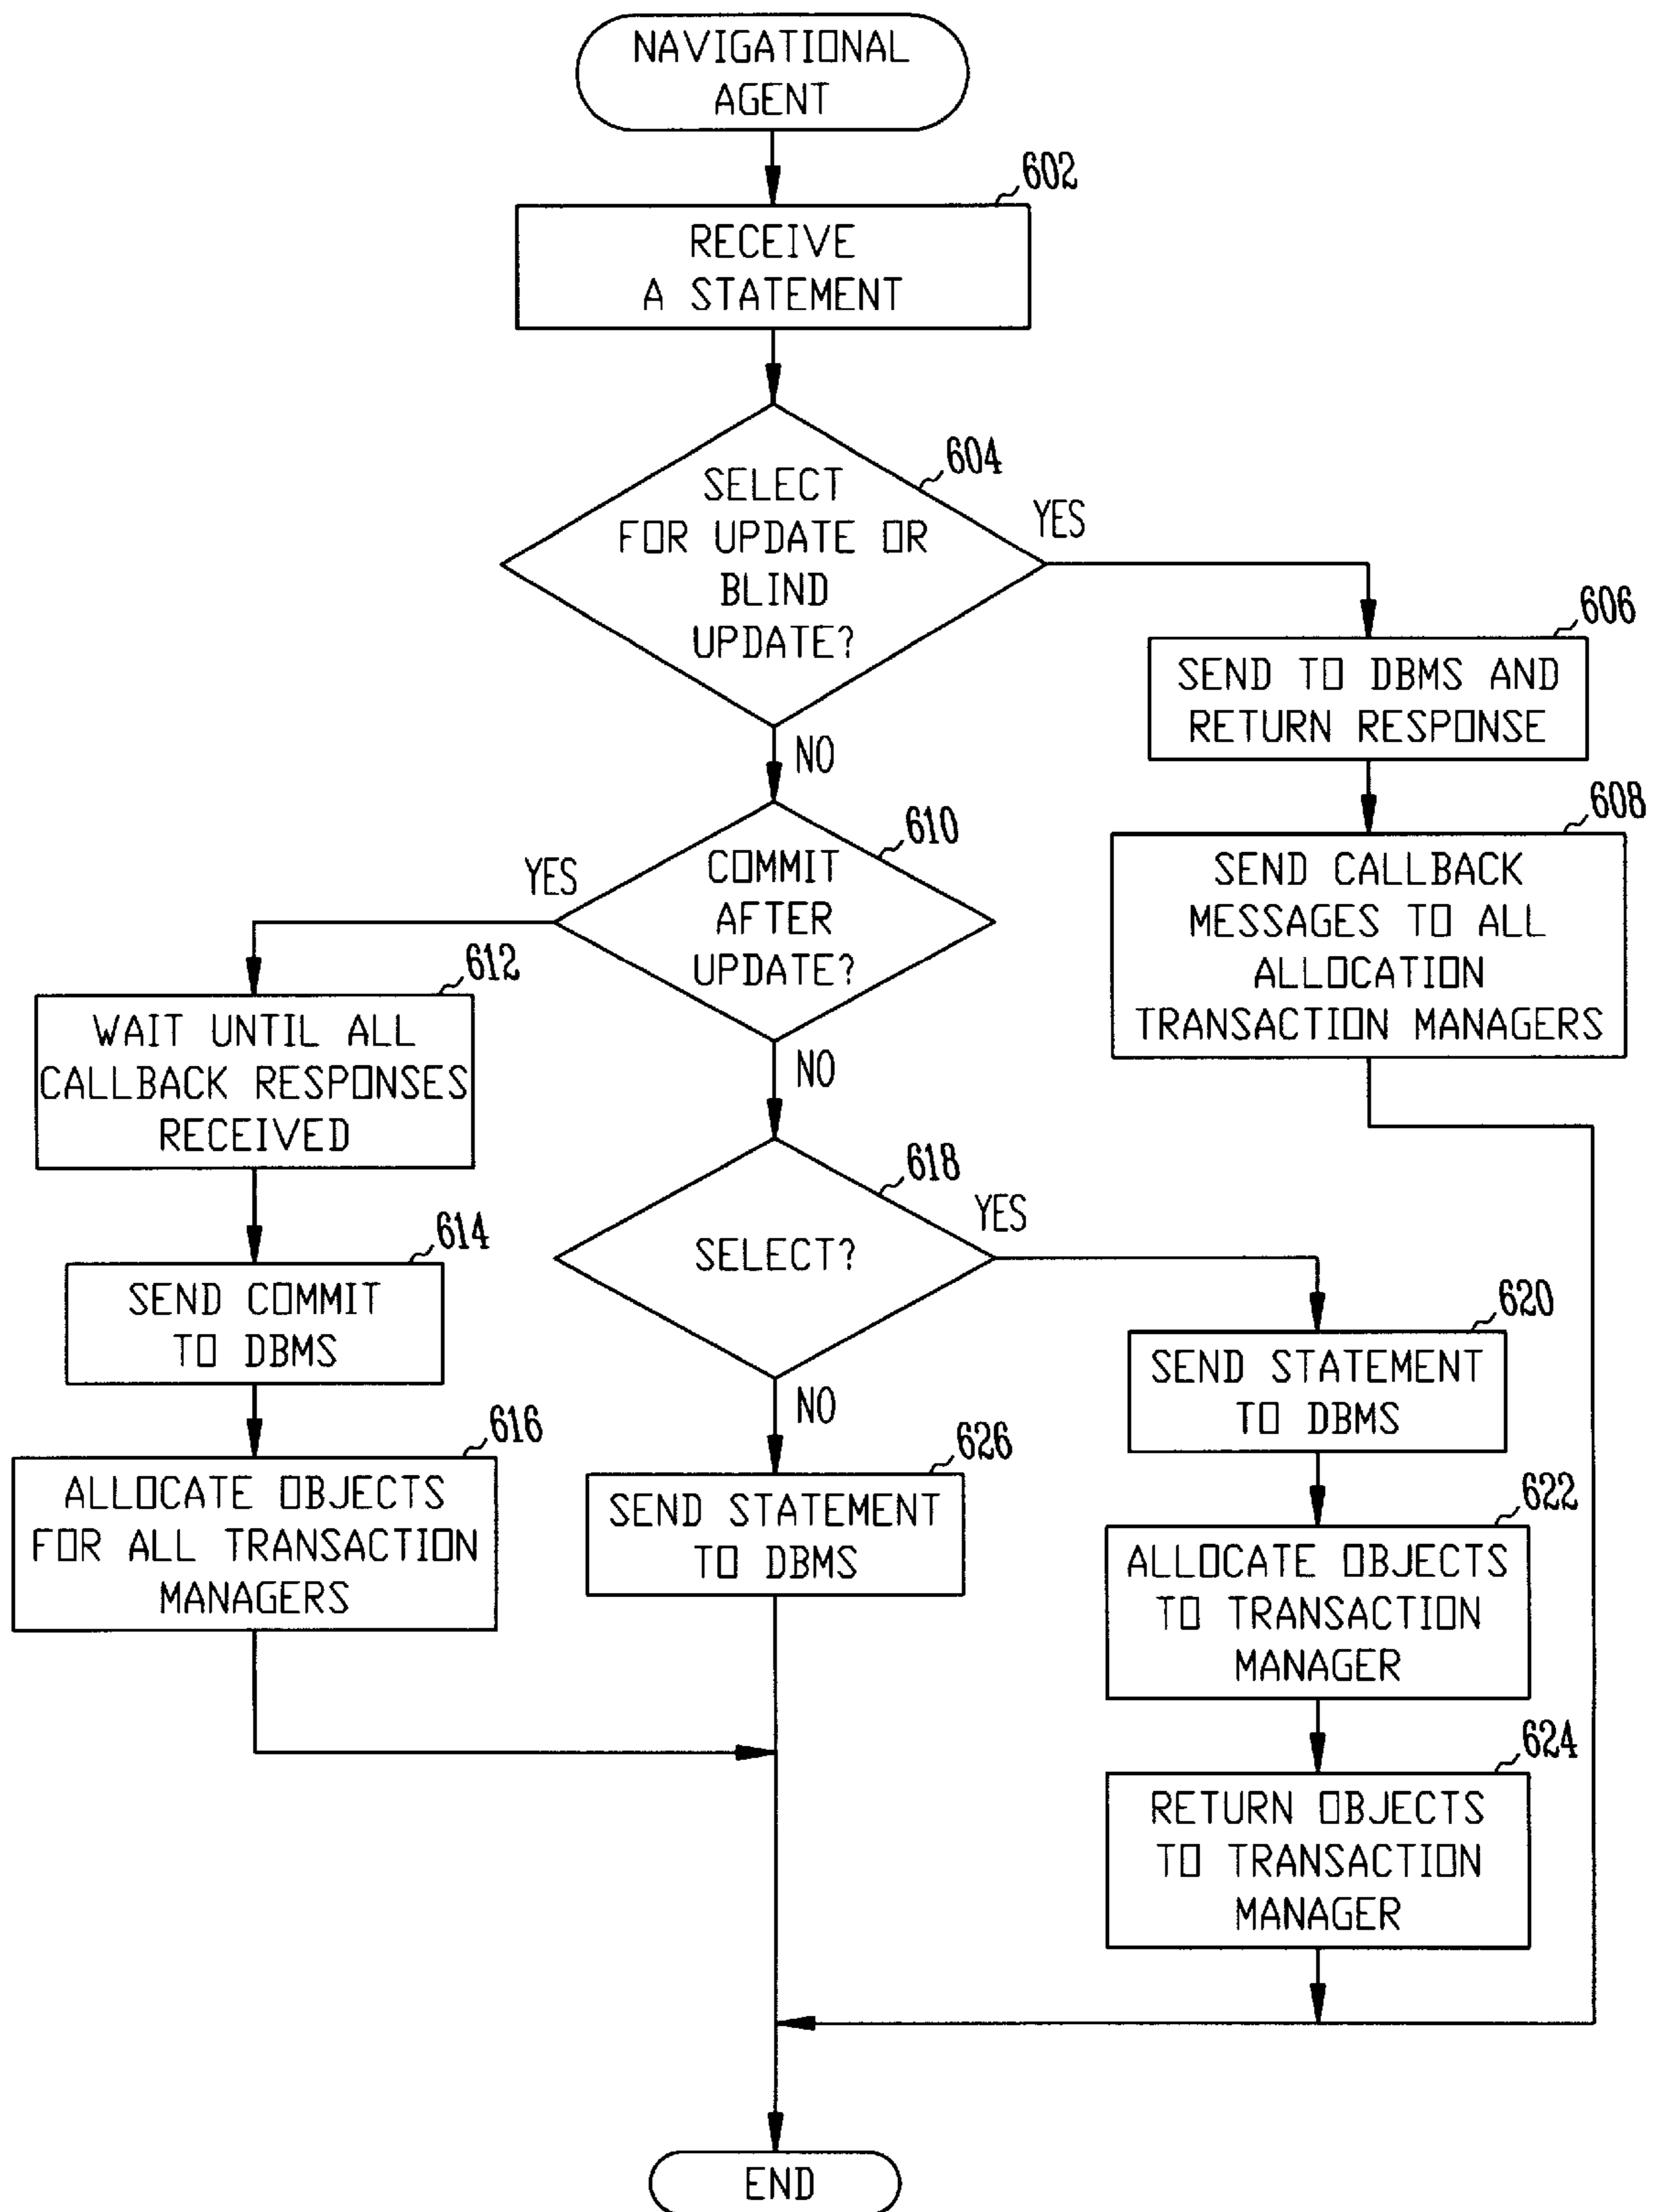 NAVIGATIONAL
AGENT
602
RECEIVE
A STATEMENT
604
SELECT
FOR UPDATE OR
BLIND
UPDATE?
YES
606
SEND TO DBMS AND
RETURN RESPONSE
NO
608
SEND CALLBACK
MESSAGES TO ALL
ALLOCATION
TRANSACTION MANAGERS
610
COMMIT
AFTER
UPDATE?
YES
612
WAIT UNTIL ALL
CALLBACK RESPONSES
RECEIVED
NO
614
SEND COMMIT
TO DBMS
616
ALLOCATE OBJECTS
FOR ALL TRANSACTION
MANAGERS
618
SELECT?
YES
620
SEND STATEMENT
TO DBMS
NO
626
SEND STATEMENT
TO DBMS
622
ALLOCATE OBJECTS
TO TRANSACTION
MANAGER
624
RETURN OBJECTS
TO TRANSACTION
MANAGER
END